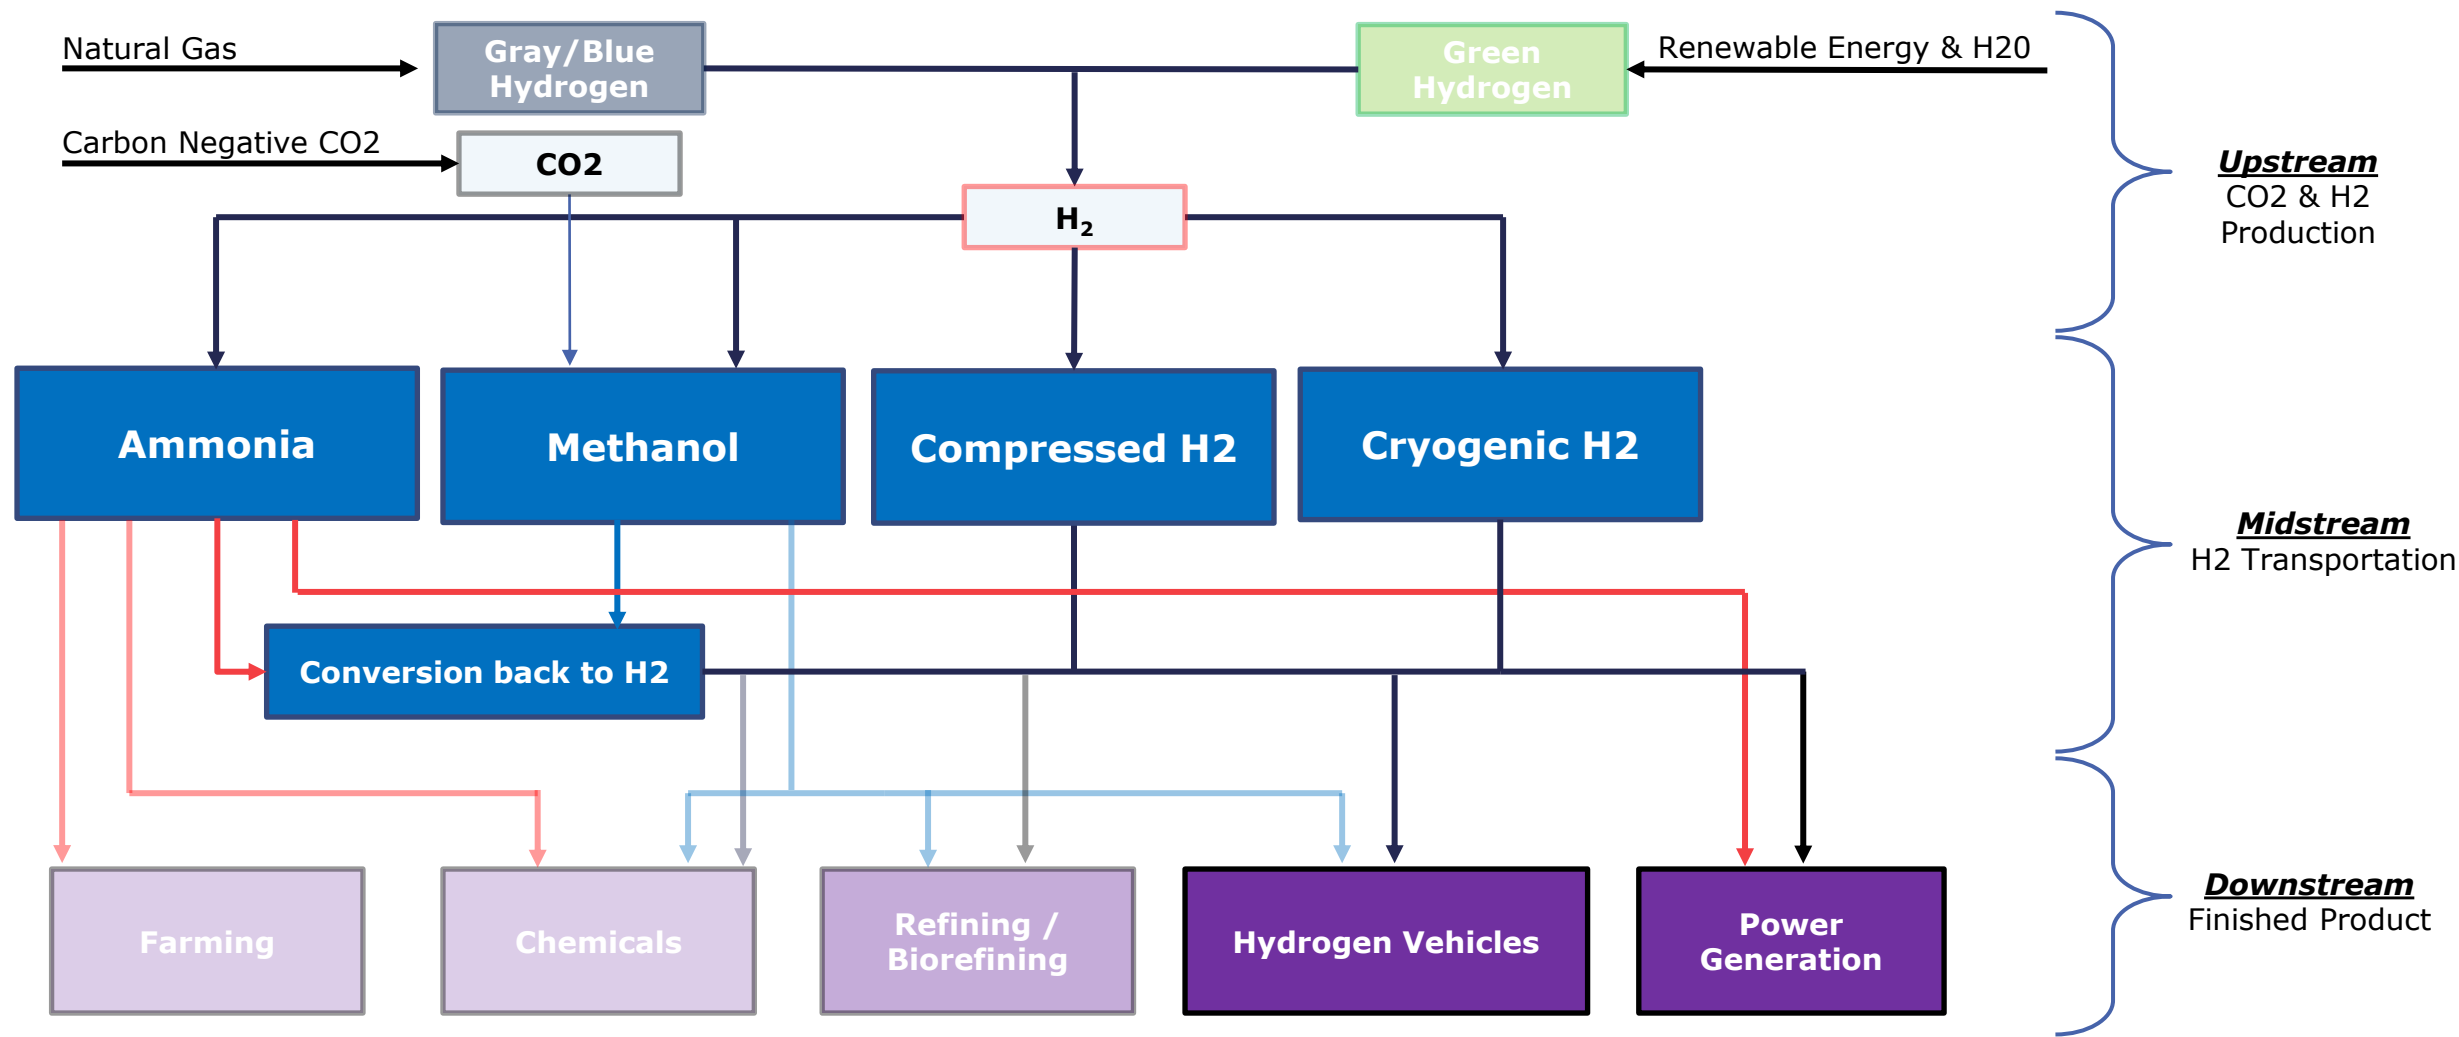 Natural Gas
Gray/Blue
Hydrogen
Green
Hydrogen
Renewable Energy & H20
Carbon Negative CO2
CO2
H₂
Upstream
CO2 & H2
Production
Ammonia
Methanol
Compressed H2
Cryogenic H2
Midstream
H2 Transportation
Conversion back to H2
Farming
Chemicals
Refining /
Biorefining
Hydrogen Vehicles
Power
Generation
Downstream
Finished Product